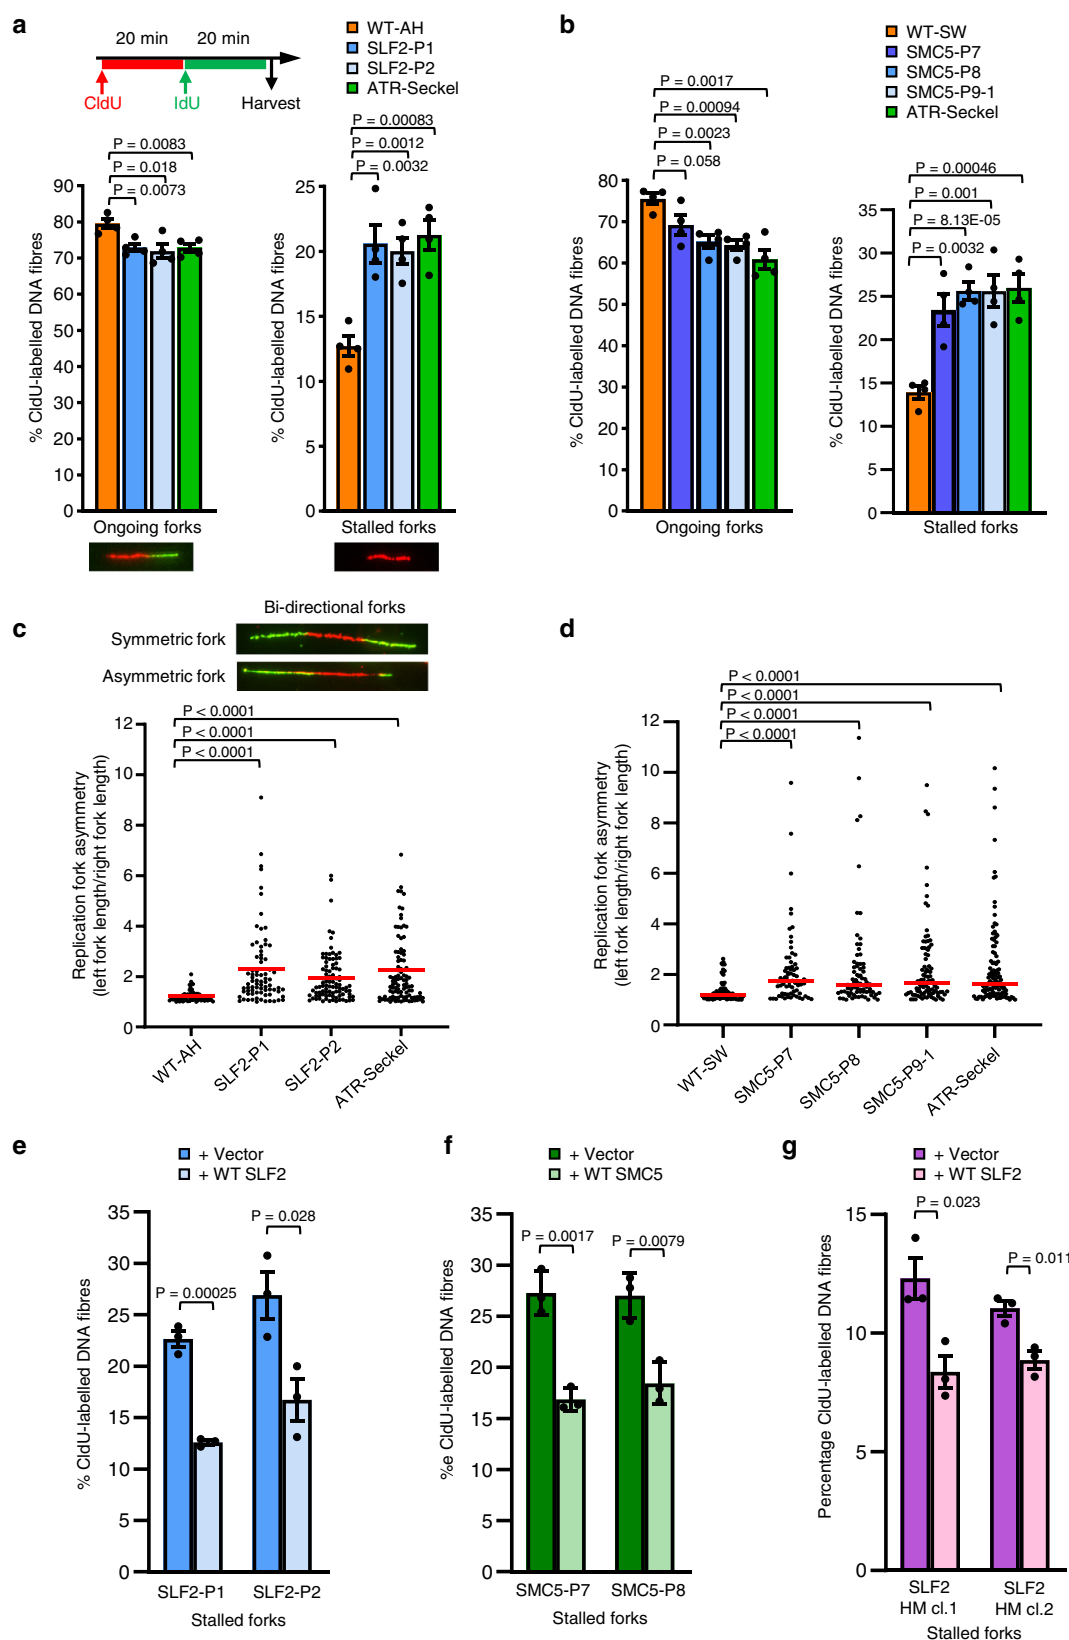 a
20 min
20 min
CldU
IdU
Harvest
WT-AH
SLF2-P1
SLF2-P2
ATR-Seckel
P = 0.0083
P = 0.018
P = 0.0073
% CldU-labelled DNA fibres
90
80
70
60
50
40
30
20
10
0
Ongoing forks
P = 0.00083
P = 0.0012
P = 0.0032
% CldU-labelled DNA fibres
25
20
15
10
5
0
Stalled forks
b
WT-SW
SMC5-P7
SMC5-P8
SMC5-P9-1
ATR-Seckel
P = 0.0017
P = 0.00094
P = 0.0023
P = 0.058
% CldU-labelled DNA fibres
80
70
60
50
40
30
20
10
0
Ongoing forks
P = 0.00046
P = 0.001
P = 8.13E-05
P = 0.0032
% CldU-labelled DNA fibres
35
30
25
20
15
10
5
0
Stalled forks
c
Bi-directional forks
Symmetric fork
Asymmetric fork
P < 0.0001
P < 0.0001
P < 0.0001
Replication fork asymmetry
(left fork length/right fork length)
12
10
8
6
4
2
0
WT-AH
SLF2-P1
SLF2-P2
ATR-Seckel
d
P < 0.0001
P < 0.0001
P < 0.0001
P < 0.0001
Replication fork asymmetry
(left fork length/right fork length)
12
10
8
6
4
2
0
WT-SW
SMC5-P7
SMC5-P8
SMC5-P9-1
ATR-Seckel
e
+ Vector
+ WT SLF2
P = 0.028
P = 0.00025
% CldU-labelled DNA fibres
35
30
25
20
15
10
5
0
SLF2-P1
SLF2-P2
Stalled forks
f
+ Vector
+ WT SMC5
P = 0.0017
P = 0.0079
%e CldU-labelled DNA fibres
35
30
25
20
15
10
5
0
SMC5-P7
SMC5-P8
Stalled forks
g
+ Vector
+ WT SLF2
P = 0.023
P = 0.011
Percentage CldU-labelled DNA fibres
15
10
5
0
SLF2
HM cl.1
SLF2
HM cl.2
Stalled forks